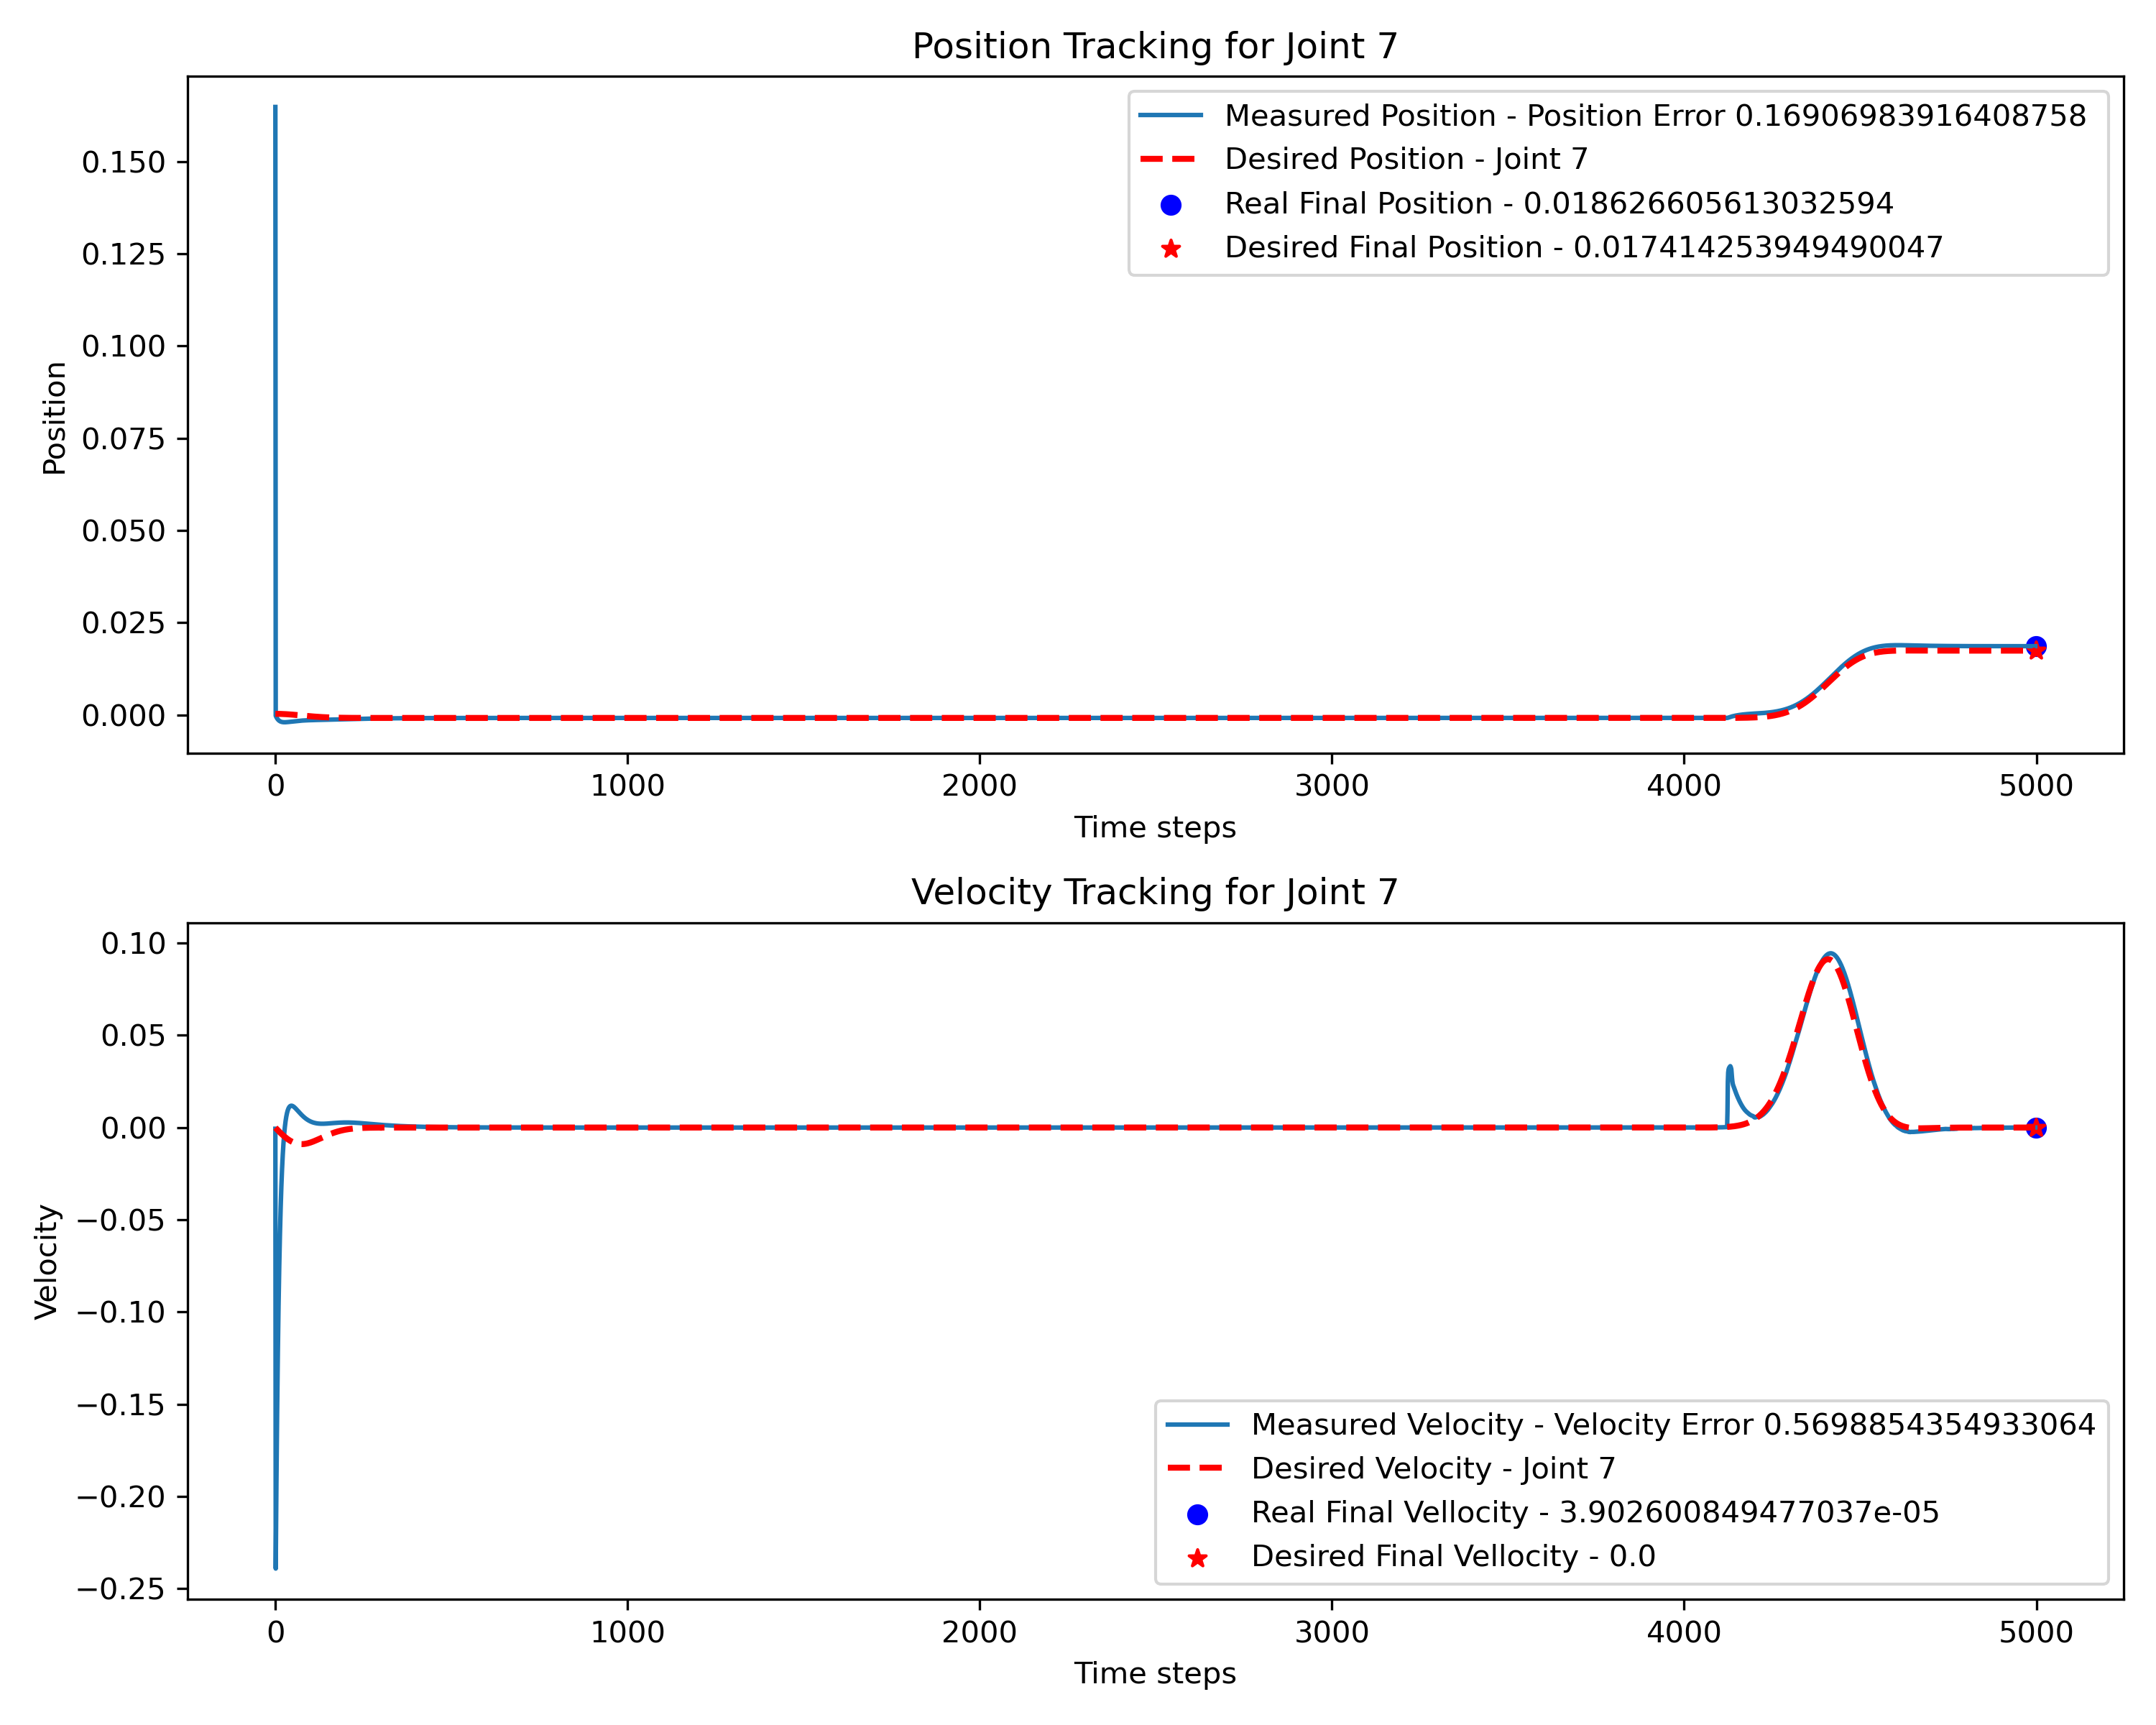 Position Tracking for Joint 7
Measured Position - Position Error 0.16906983916408758
Desired Position - Joint 7
Real Final Position - 0.018626605613032594
Desired Final Position - 0.017414253949490047
0.150
0.125
0.100
0.075
0.050
0.025
0.000
Position
0 1000 2000 3000 4000 5000
Time steps
Velocity Tracking for Joint 7
0.10
0.05
0.00
−0.05
−0.10
−0.15
−0.20
−0.25
Velocity
Measured Velocity - Velocity Error 0.5698854354933064
Desired Velocity - Joint 7
Real Final Vellocity - 3.902600849477037e-05
Desired Final Vellocity - 0.0
0 1000 2000 3000 4000 5000
Time steps